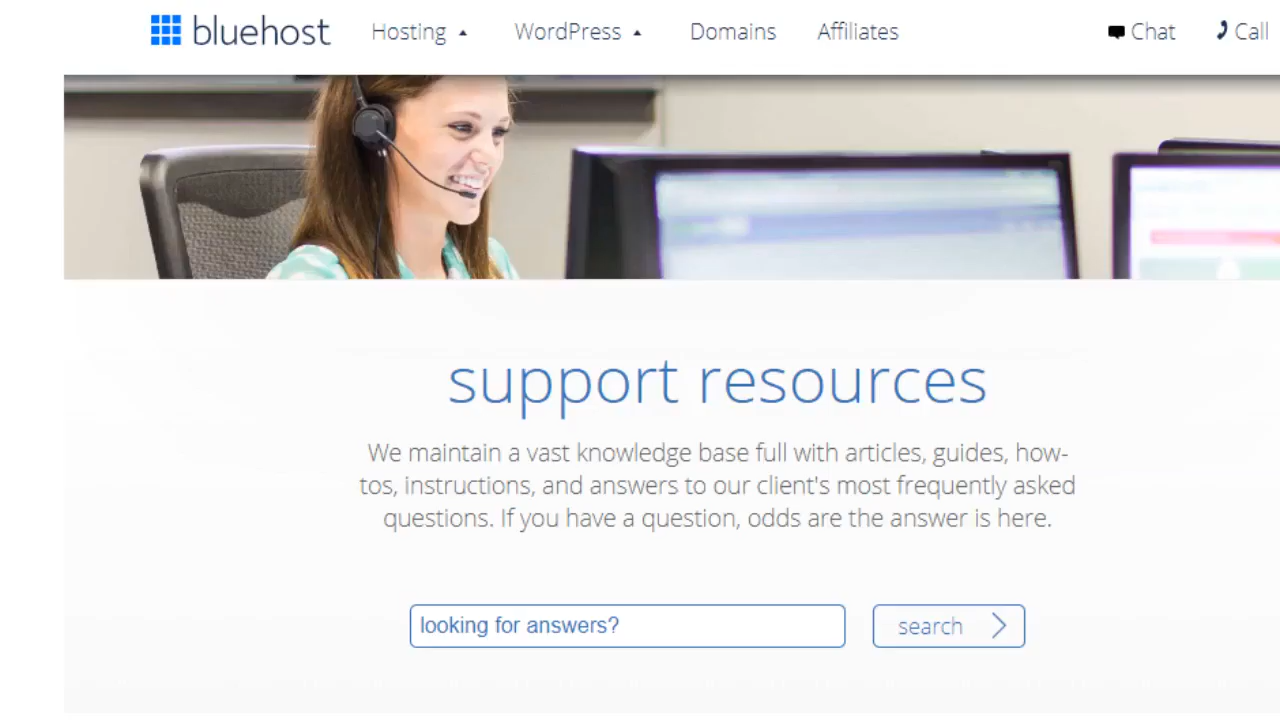 bluehost Hosting WordPress Domains Affiliates Chat Call
support resources
We maintain a vast knowledge base full with articles, guides, how-
tos, instructions, and answers to our client's most frequently asked
questions. If you have a question, odds are the answer is here.
looking for answers? search